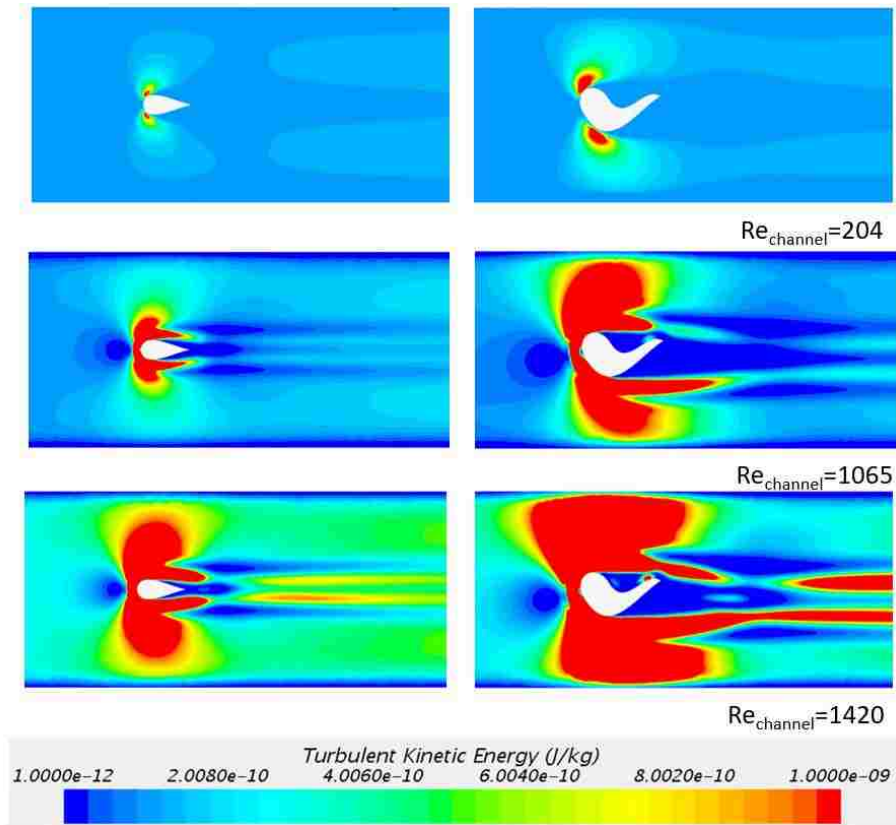 Re_channel=204
Re_channel=1065
Re_channel=1420
Turbulent Kinetic Energy (J/kg)
1.0000e-12 2.0080e-10 4.0060e-10 6.0040e-10 8.0020e-10 1.0000e-09